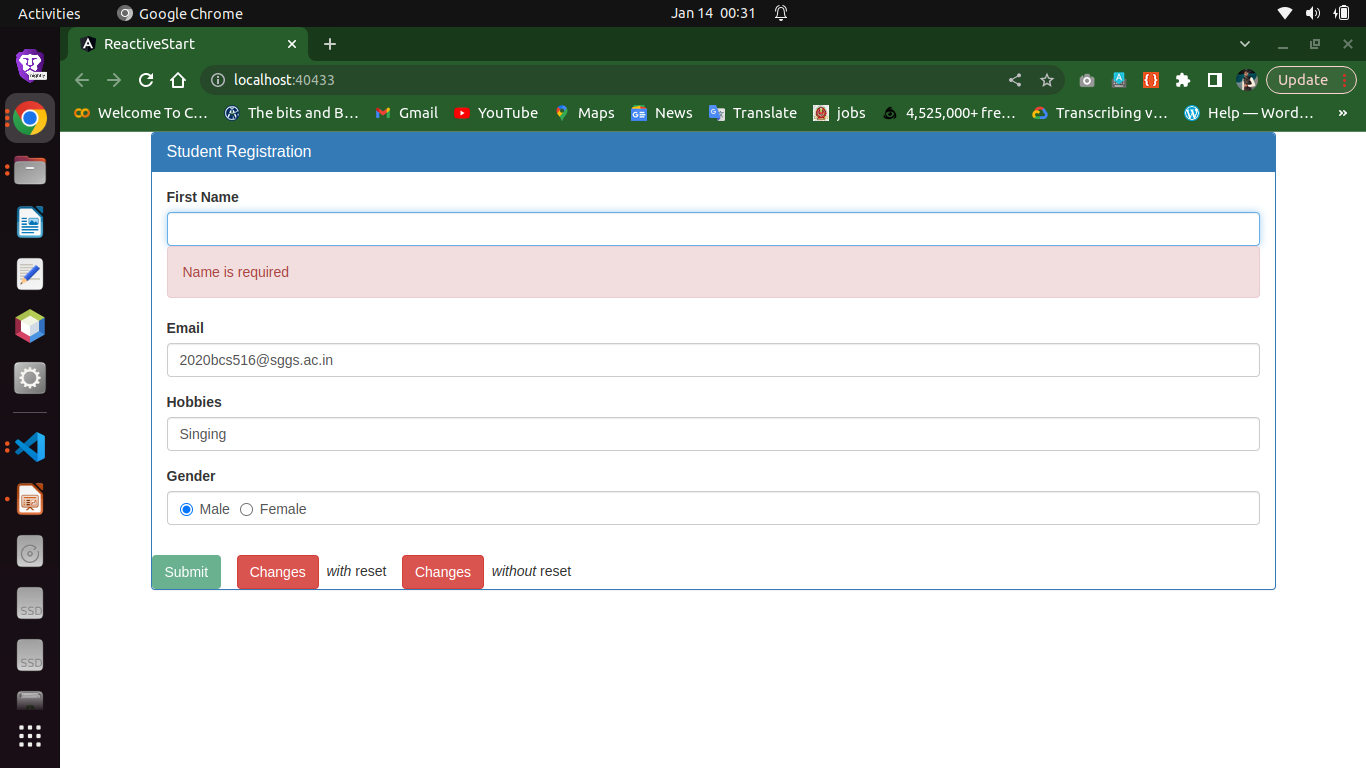 Activities Google Chrome Jan 14 00:31
ReactiveStart
localhost:40433 Update
Welcome To C... The bits and B... Gmail YouTube Maps News Translate jobs 4,525,000+ fre... Transcribing v... Help — Word... »
Student Registration
First Name
Name is required
Email
2020bcs516@sggs.ac.in
Hobbies
Singing
Gender
Male Female
Submit Changes with reset Changes without reset
SSD
SSD